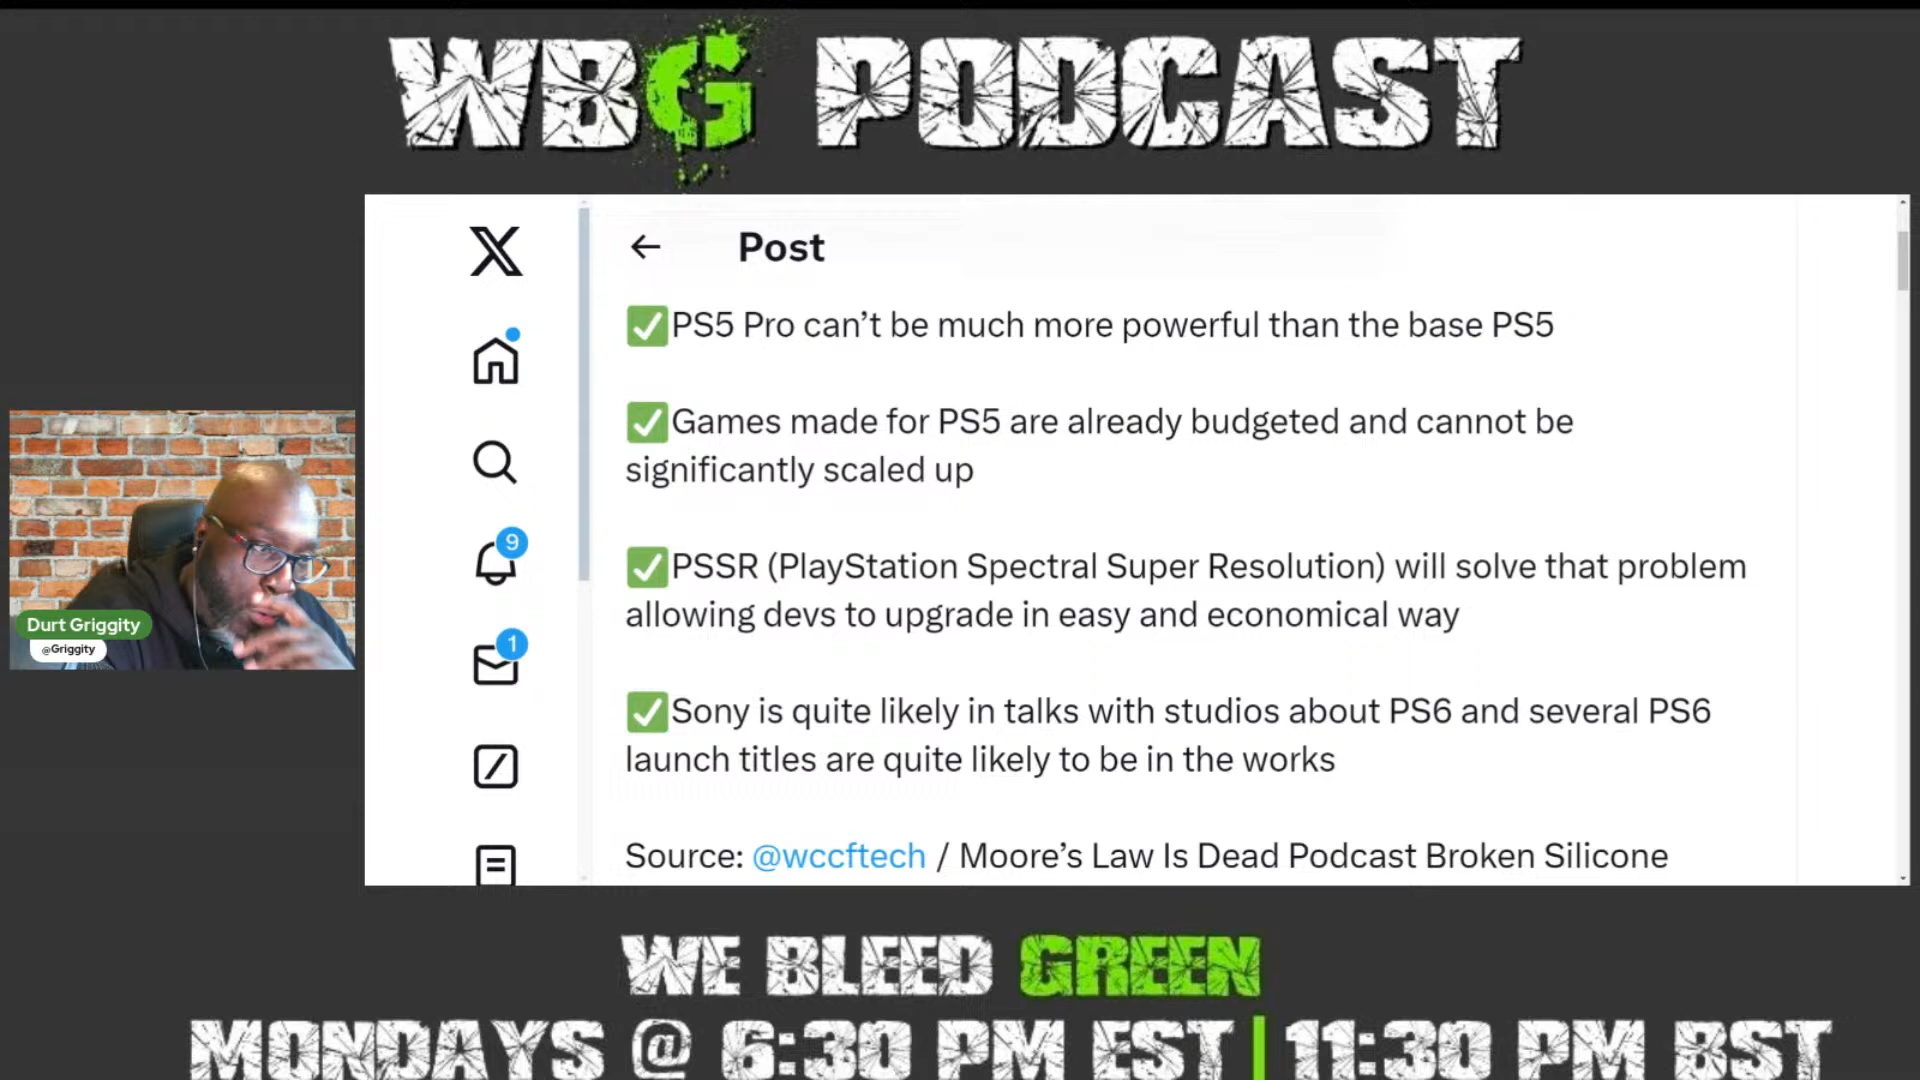 WBG PODCAST
Post
✅PS5 Pro can’t be much more powerful than the base PS5
✅Games made for PS5 are already budgeted and cannot be
significantly scaled up
✅PSSR (PlayStation Spectral Super Resolution) will solve that problem
allowing devs to upgrade in easy and economical way
✅Sony is quite likely in talks with studios about PS6 and several PS6
launch titles are quite likely to be in the works
Source: @wccftech / Moore’s Law Is Dead Podcast Broken Silicone
9
1
Durt Griggity
@Griggity
WE BLEED GREEN
MONDAYS @ 6:30 PM EST|11:30 PM BST